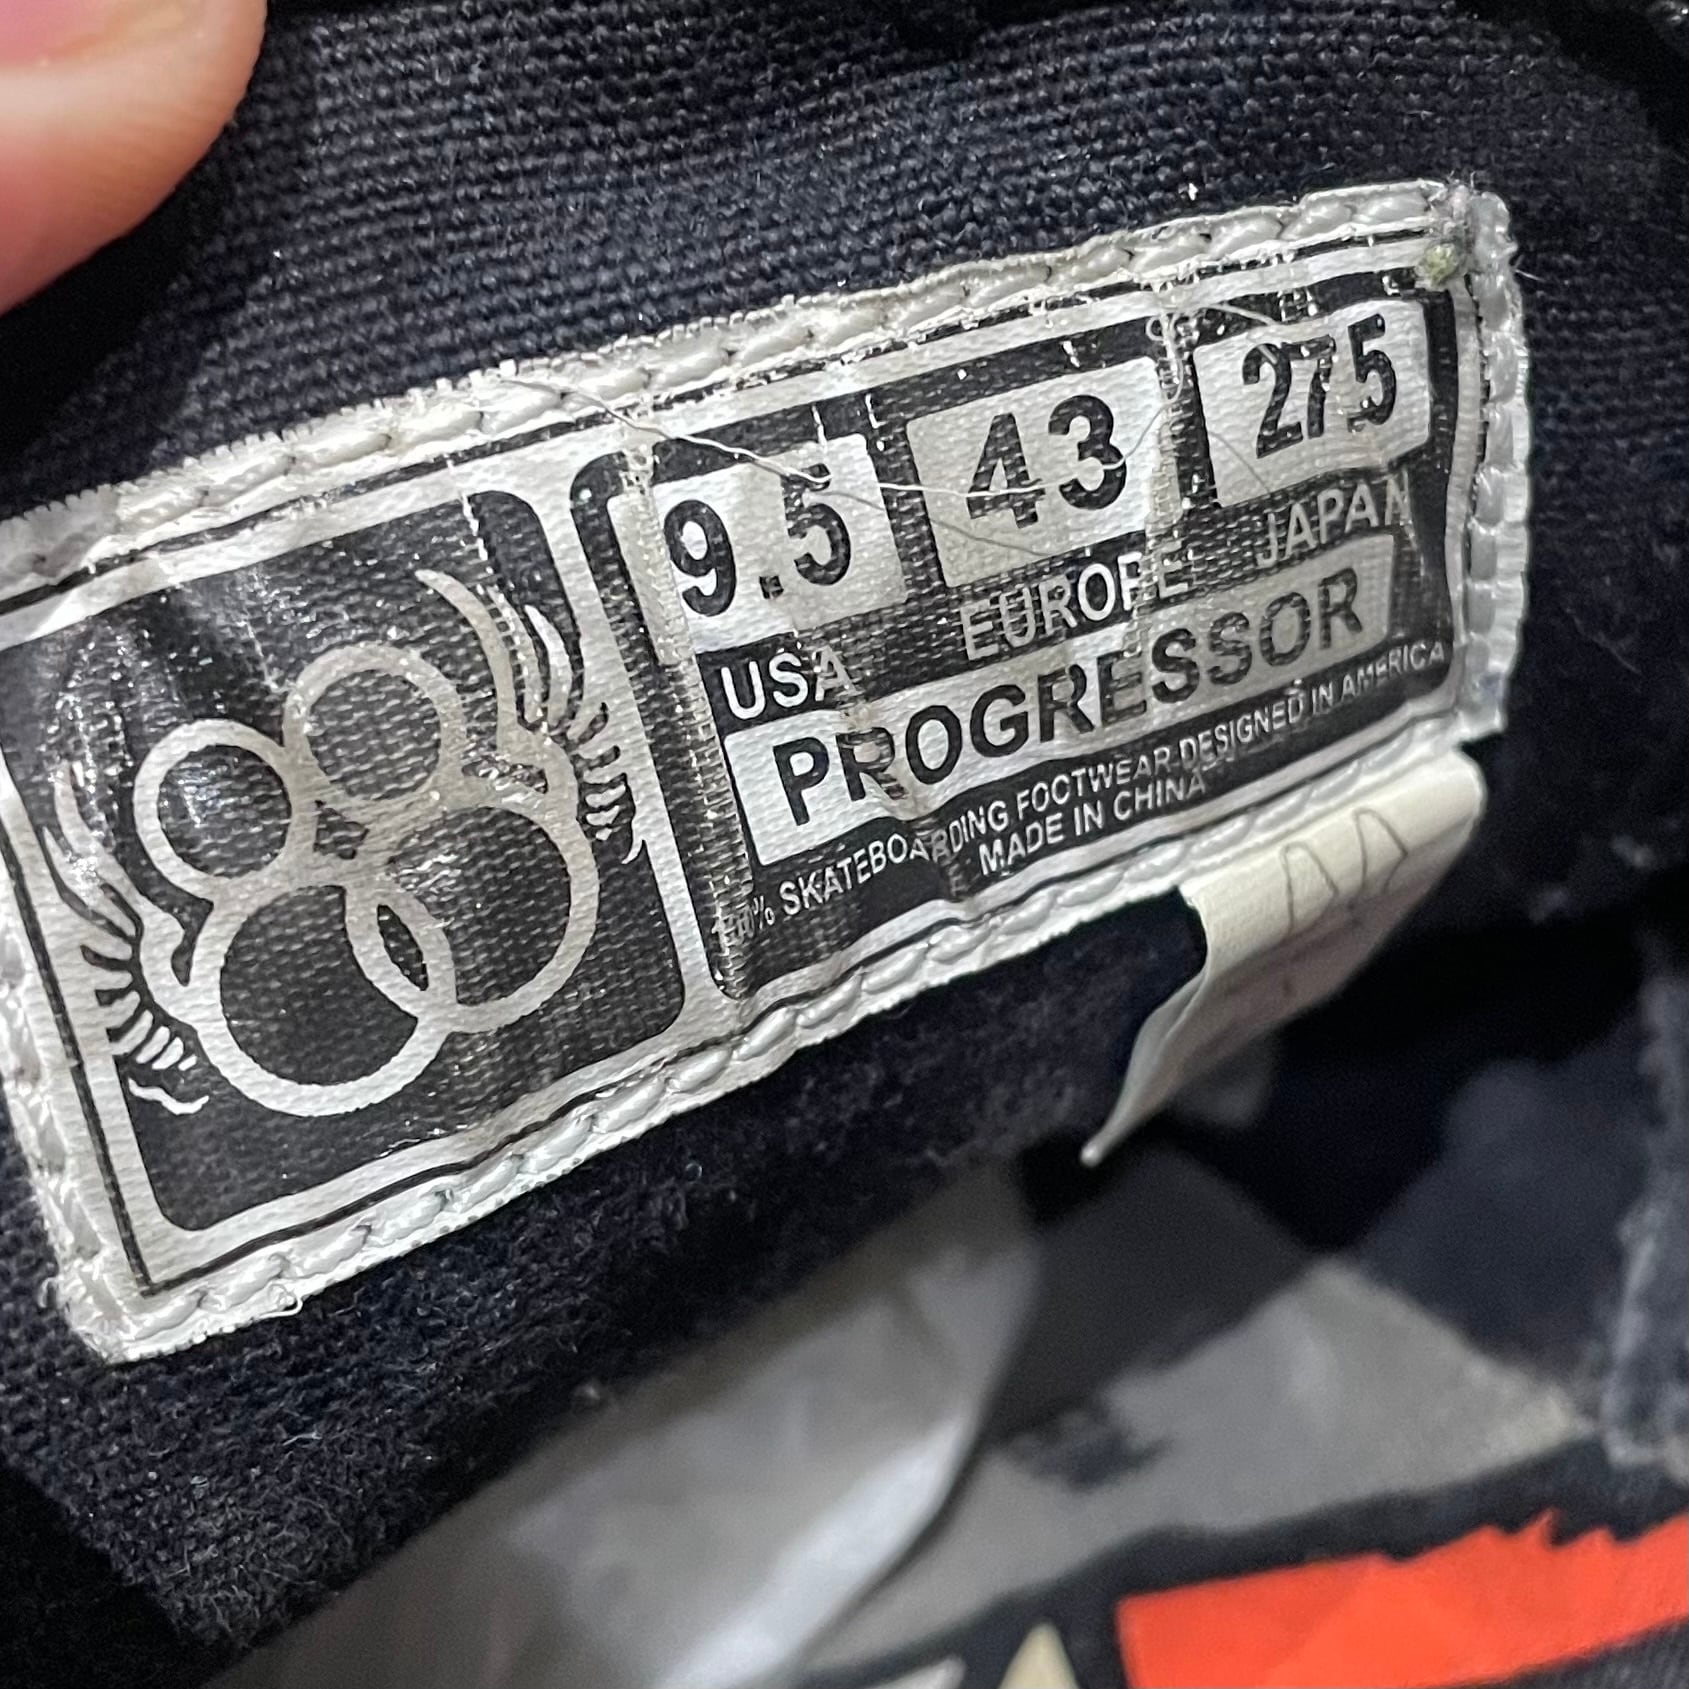 9.5 43 27.5
USA EUROPE JAPAN
PROGRESSOR
100% SKATEBOARDING FOOTWEAR DESIGNED IN AMERICA
MADE IN CHINA